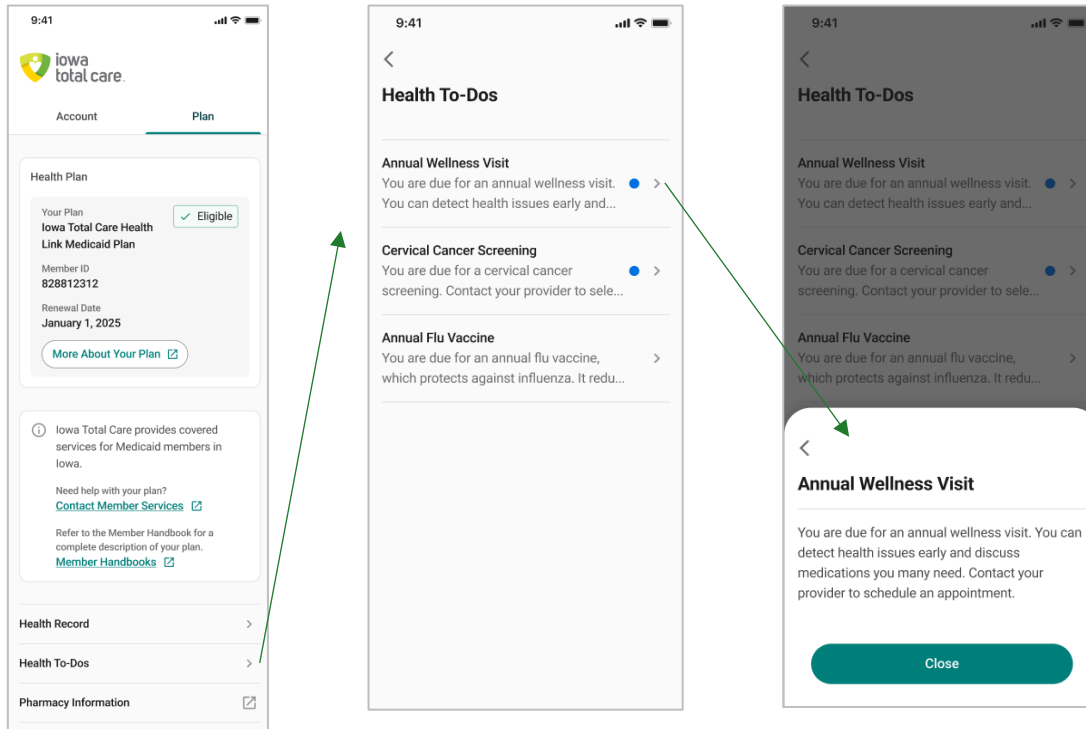 9:41
iowa
total care.
Account
Plan
Health Plan
Your Plan
Iowa Total Care Health
Link Medicaid Plan
Eligible
Member ID
828812312
Renewal Date
January 1, 2025
More About Your Plan
Iowa Total Care provides covered
services for Medicaid members in
Iowa.
Need help with your plan?
Contact Member Services
Refer to the Member Handbook for a
complete description of your plan.
Member Handbooks
Health Record
Health To-Dos
Pharmacy Information
9:41
Health To-Dos
Annual Wellness Visit
You are due for an annual wellness visit.
You can detect health issues early and...
Cervical Cancer Screening
You are due for a cervical cancer
screening. Contact your provider to sele...
Annual Flu Vaccine
You are due for an annual flu vaccine,
which protects against influenza. It redu...
9:41
Health To-Dos
Annual Wellness Visit
You are due for an annual wellness visit.
You can detect health issues early and...
Cervical Cancer Screening
You are due for a cervical cancer
screening. Contact your provider to sele...
Annual Flu Vaccine
You are due for an annual flu vaccine,
which protects against influenza. It redu...
Annual Wellness Visit
You are due for an annual wellness visit. You can
detect health issues early and discuss
medications you many need. Contact your
provider to schedule an appointment.
Close